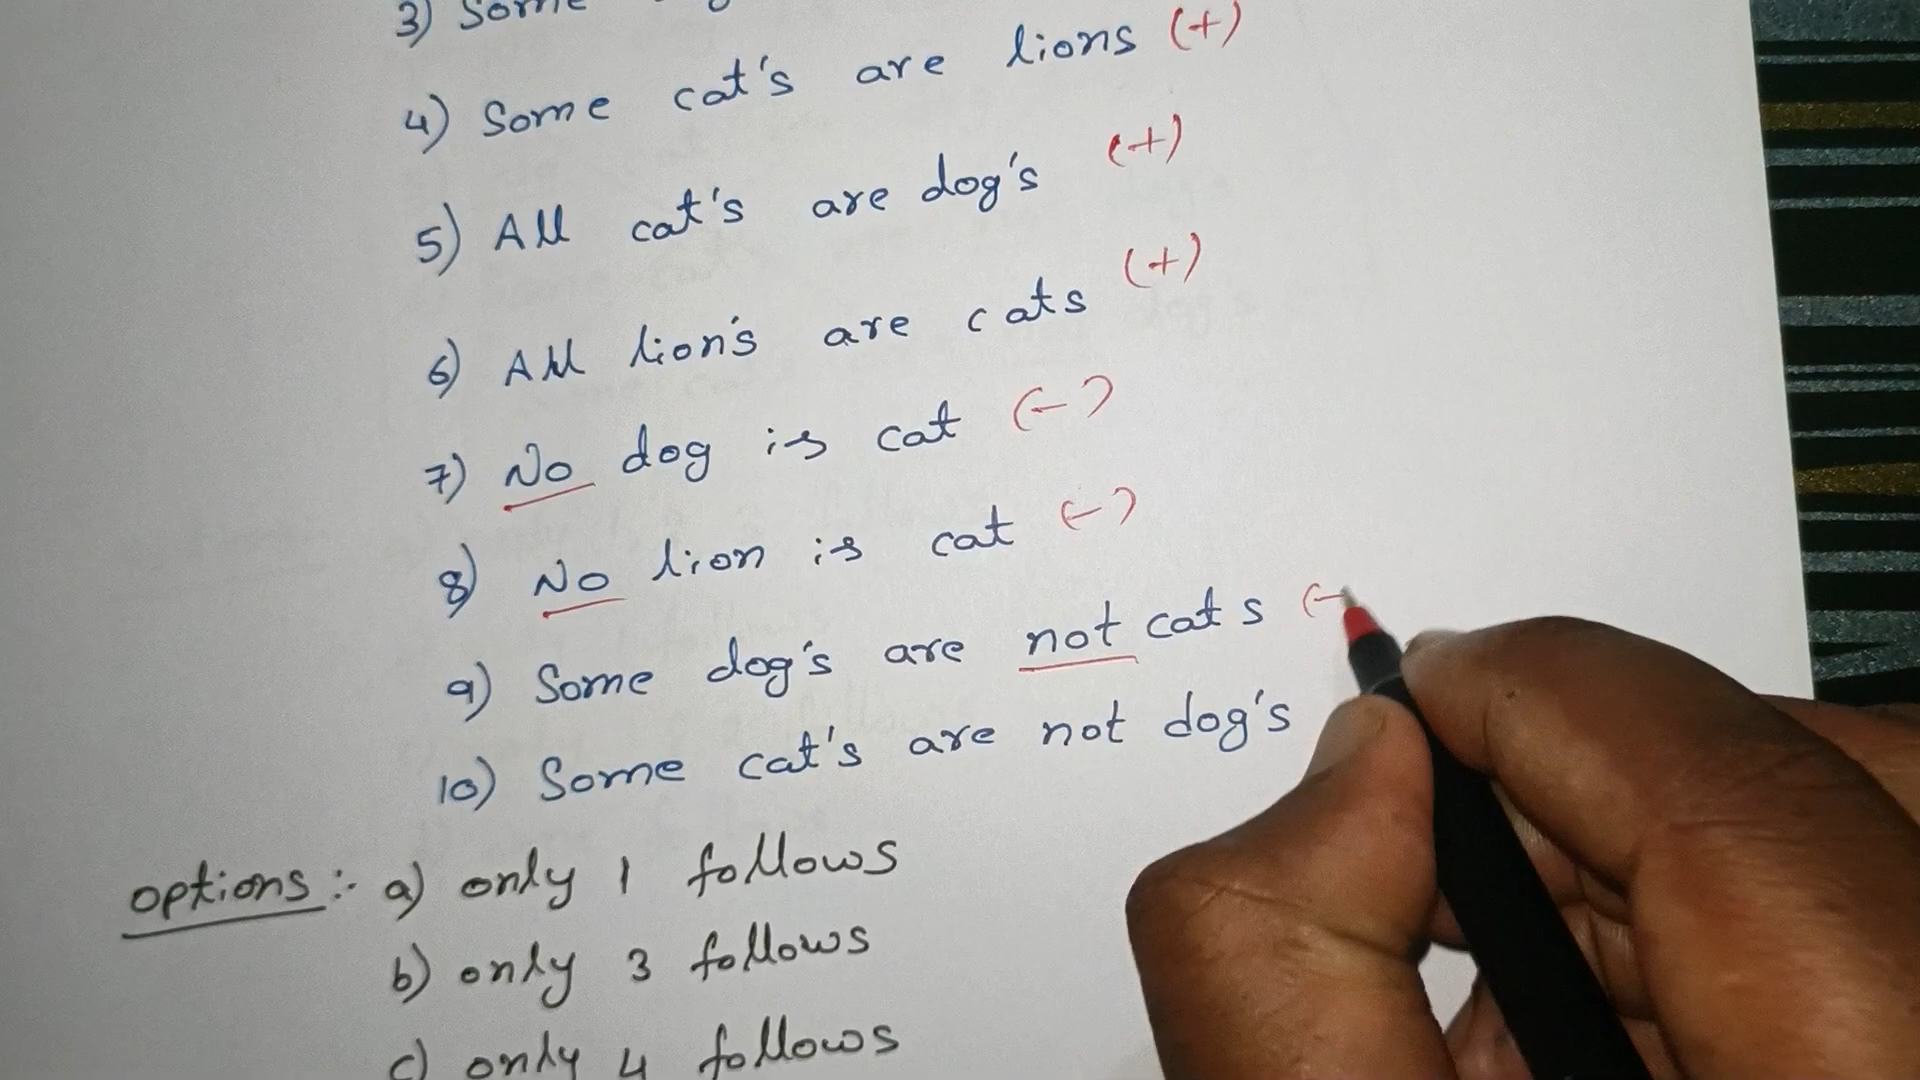 3) Some
4) Some cat's are lions (+)
5) All cat's are dog's (+)
6) All lion's are cats (+)
7) No dog is cat (-)
8) No lion is cat (-)
9) Some dog's are not cats (-
10) Some cat's are not dog's
options :- a) only 1 follows
b) only 3 follows
c) only 4 follows